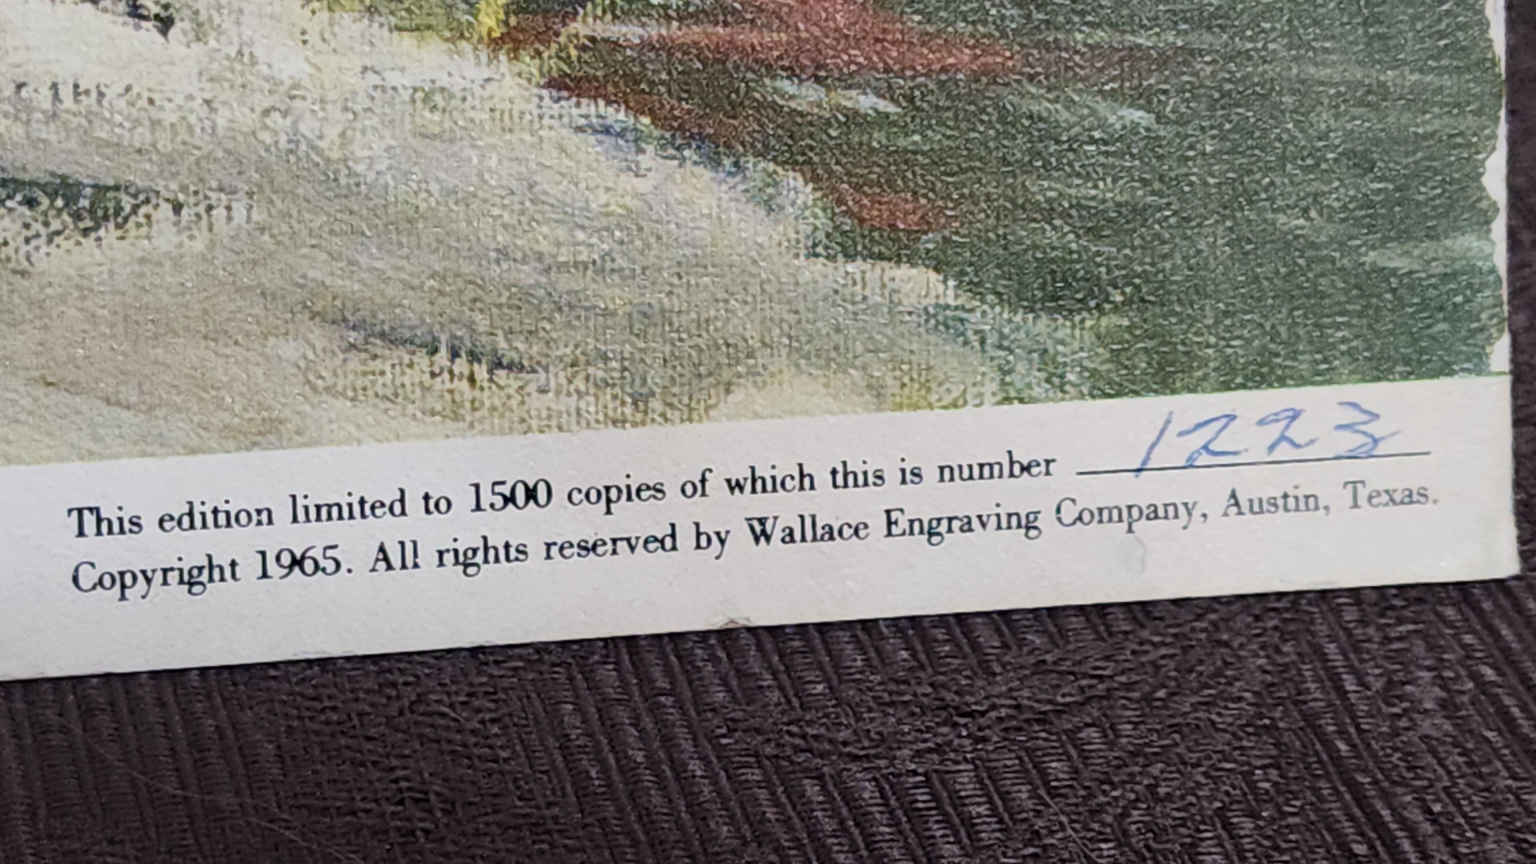 This edition limited to 1500 copies of which this is number 1223
Copyright 1965. All rights reserved by Wallace Engraving Company, Austin, Texas.